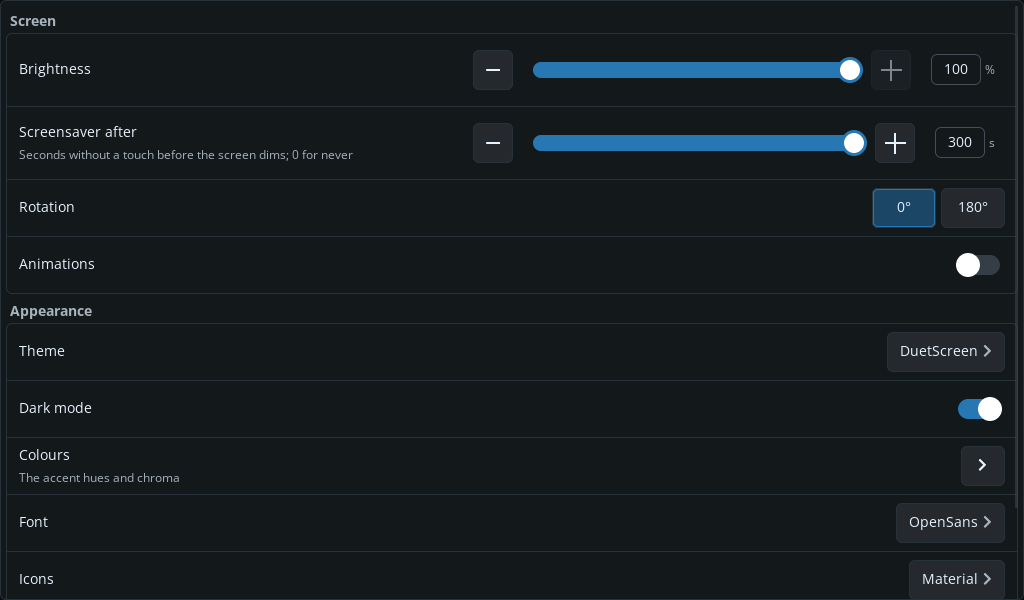 Screen
Brightness
100 %
Screensaver after
Seconds without a touch before the screen dims; 0 for never
300 s
Rotation
0° 180°
Animations
Appearance
Theme
DuetScreen
Dark mode
Colours
The accent hues and chroma
Font
OpenSans
Icons
Material